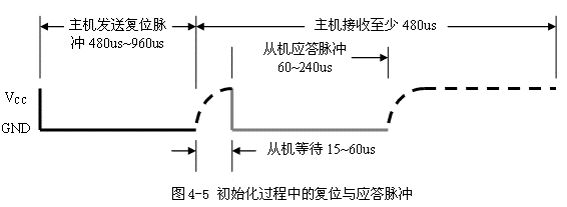 主机发送复位脉
冲 480us~960us
主机接收至少 480us
从机应答脉冲
60~240us
VCC
GND
从机等待 15~60us
图 4-5 初始化过程中的复位与应答脉冲